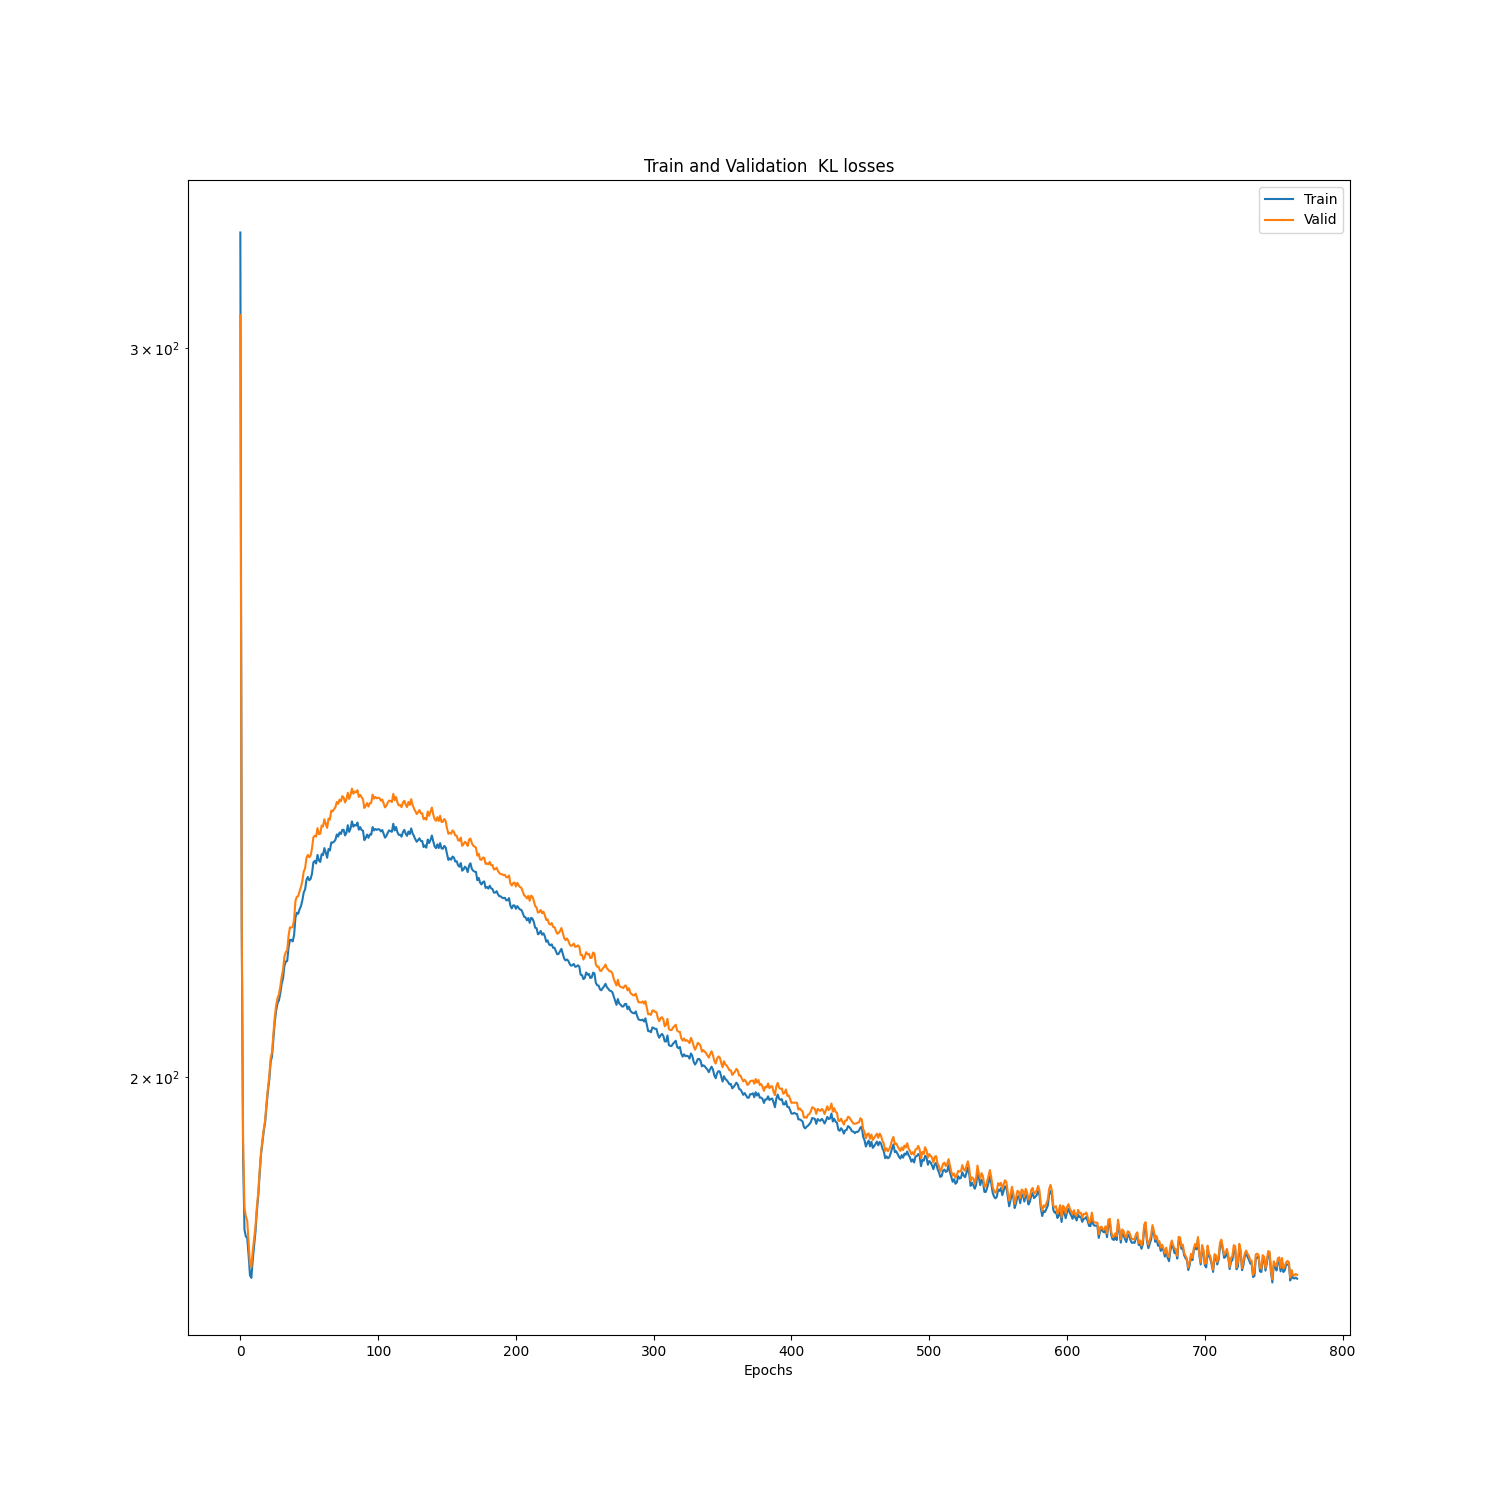 Train and Validation  KL losses
Train
Valid
3 × 10²
2 × 10²
0 100 200 300 400 500 600 700 800
Epochs